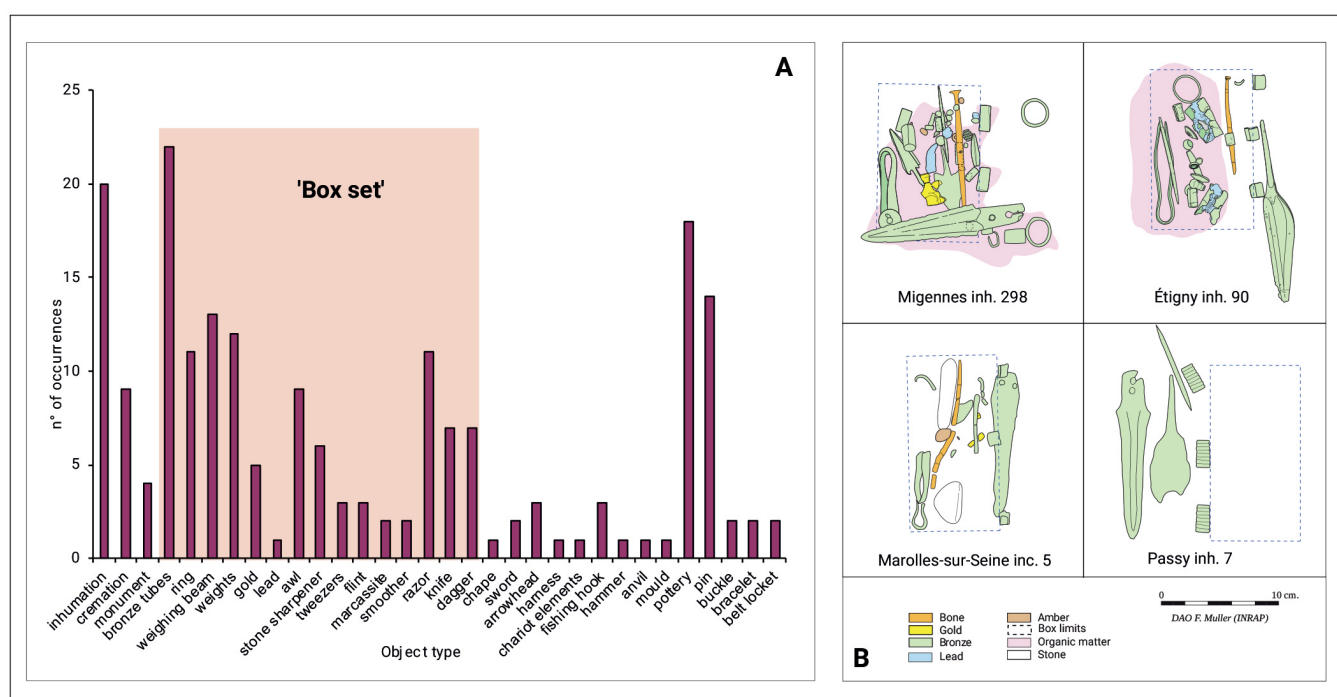 A
25
20
15
10
5
0
n° of occurrences
'Box set'
inhumation
cremation
monument
bronze tubes
ring
weighing beam
weights
gold
lead
awl
stone sharpener
tweezers
flint
marcassite
smoother
razor
knife
dagger
chape
sword
arrowhead
harness
chariot elements
fishing hook
hammer
anvil
mould
pottery
pin
buckle
bracelet
belt locket
Object type
Migennes inh. 298
Étigny inh. 90
Marolles-sur-Seine inc. 5
Passy inh. 7
B
Bone
Gold
Bronze
Lead
Amber
Box limits
Organic matter
Stone
0 10 cm.
DAO F. Muller (INRAP)